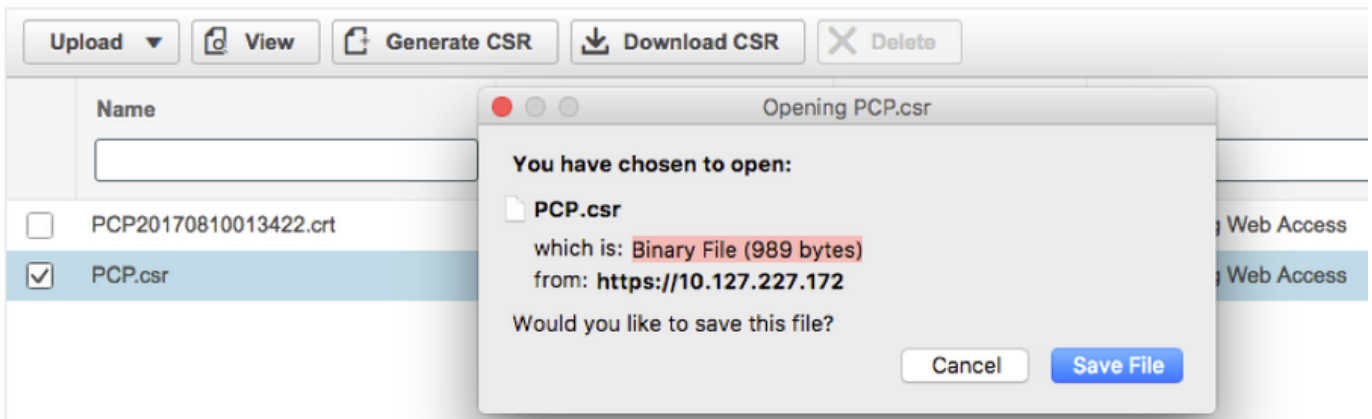 Upload View Generate CSR Download CSR Delete
Opening PCP.csr
Name
You have chosen to open:
PCP.csr
which is: Binary File (989 bytes)
from: https://10.127.227.172
Would you like to save this file?
Cancel Save File
PCP20170810013422.crt
Web Access
PCP.csr
Web Access